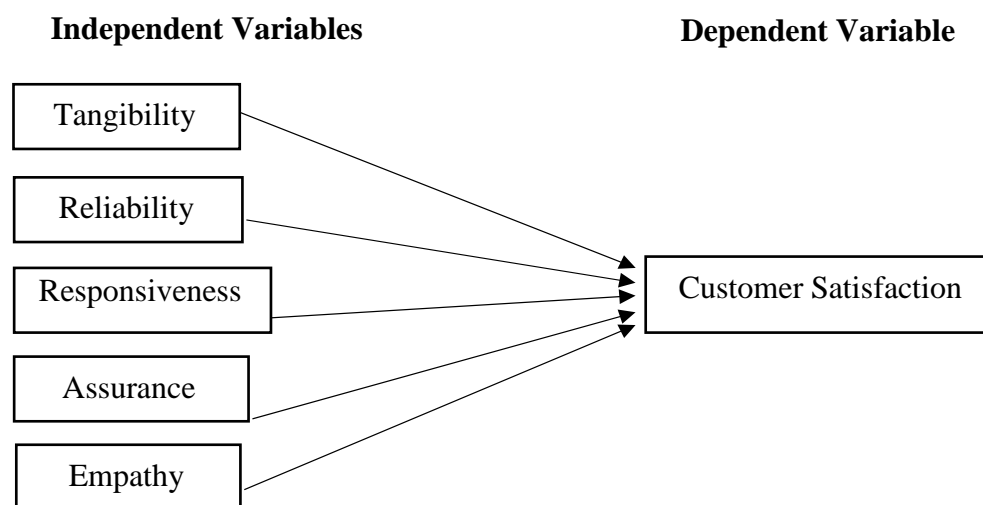 Independent Variables
Dependent Variable
Tangibility
Reliability
Responsiveness
Assurance
Empathy
Customer Satisfaction